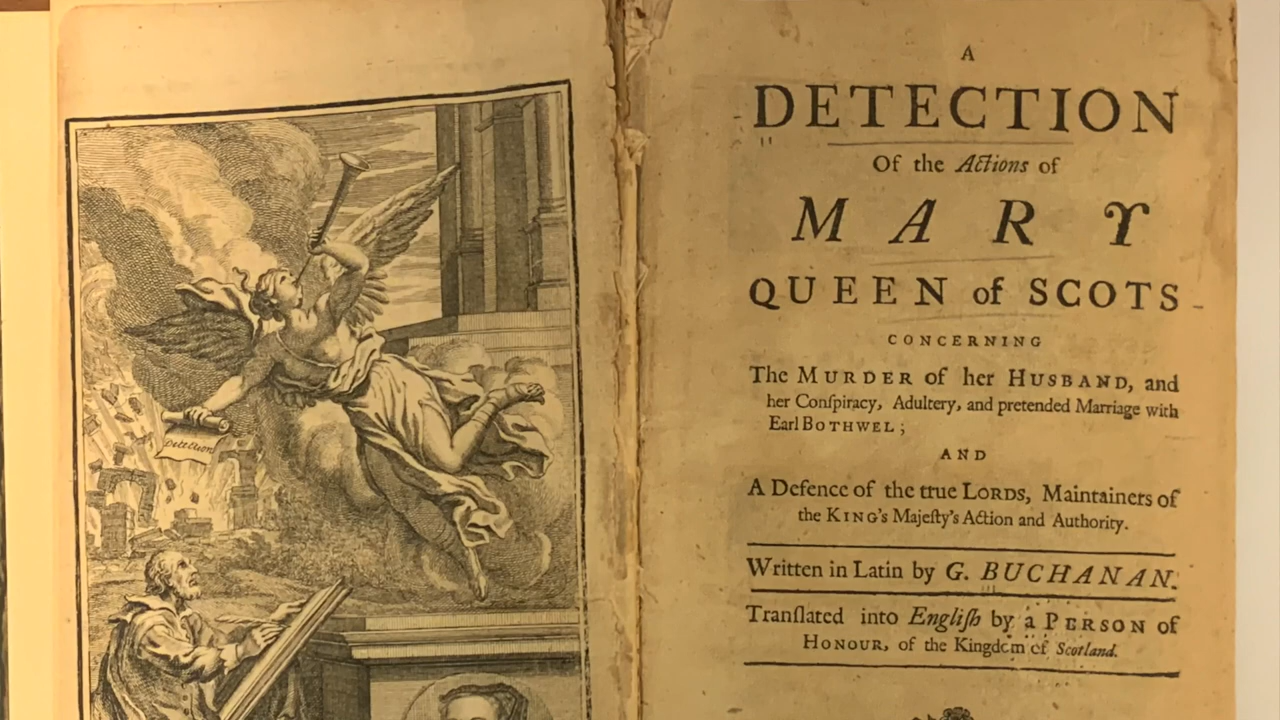 Detection
A
DETECTION
Of the Actions of
MARY
QUEEN of SCOTS
CONCERNING
The MURDER of her HUSBAND, and
her Conſpiracy, Adultery, and pretended Marriage with
Earl BOTHWEL;
AND
A Defence of the true LORDS, Maintainers of
the KING's Majeſty's Action and Authority.
Written in Latin by G. BUCHANAN.
Tranſlated into Engliſh by a PERSON of
HONOUR, of the Kingdom of Scotland.